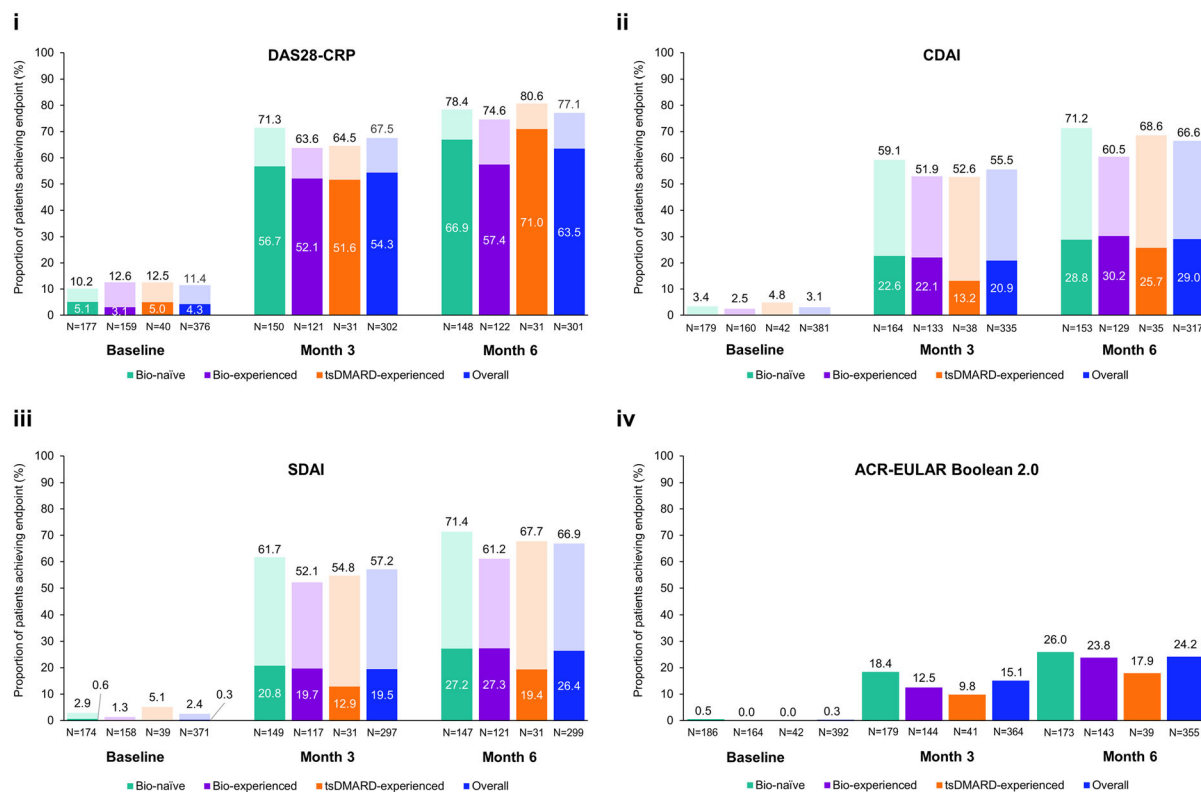 i
DAS28-CRP
Proportion of patients achieving endpoint (%)
100
90
80
70
60
50
40
30
20
10
0
10.2 12.6 12.5 11.4
5.1 3.1 5.0 4.3
71.3 63.6 64.5 67.5
56.7 52.1 51.6 54.3
78.4 74.6 80.6 77.1
66.9 57.4 71.0 63.5
N=177 N=159 N=40 N=376 N=150 N=121 N=31 N=302 N=148 N=122 N=31 N=301
Baseline Month 3 Month 6
Bio-naïve Bio-experienced tsDMARD-experienced Overall
ii
CDAI
Proportion of patients achieving endpoint (%)
100
90
80
70
60
50
40
30
20
10
0
3.4 2.5 4.8 3.1
59.1 51.9 52.6 55.5
22.6 22.1 13.2 20.9
71.2 60.5 68.6 66.6
28.8 30.2 25.7 29.0
N=179 N=160 N=42 N=381 N=164 N=133 N=38 N=335 N=153 N=129 N=35 N=317
Baseline Month 3 Month 6
Bio-naïve Bio-experienced tsDMARD-experienced Overall
iii
SDAI
Proportion of patients achieving endpoint (%)
100
90
80
70
60
50
40
30
20
10
0
2.9 0.6 1.3 5.1 2.4 0.3
61.7 52.1 54.8 57.2
20.8 19.7 12.9 19.5
71.4 61.2 67.7 66.9
27.2 27.3 19.4 26.4
N=174 N=158 N=39 N=371 N=149 N=117 N=31 N=297 N=147 N=121 N=31 N=299
Baseline Month 3 Month 6
Bio-naïve Bio-experienced tsDMARD-experienced Overall
iv
ACR-EULAR Boolean 2.0
Proportion of patients achieving endpoint (%)
100
90
80
70
60
50
40
30
20
10
0
0.5 0.0 0.0 0.3
18.4 12.5 9.8 15.1
26.0 23.8 17.9 24.2
N=186 N=164 N=42 N=392 N=179 N=144 N=41 N=364 N=173 N=143 N=39 N=355
Baseline Month 3 Month 6
Bio-naïve Bio-experienced tsDMARD-experienced Overall